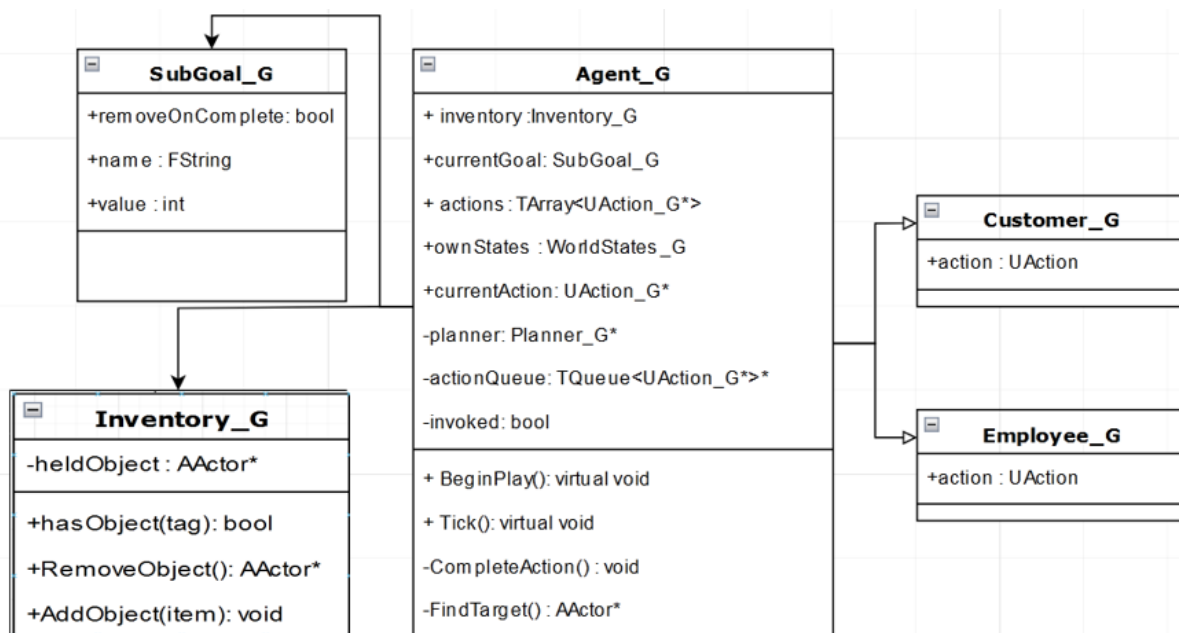 SubGoal_G
+removeOnComplete: bool
+name : FString
+value : int
Agent_G
+ inventory :Inventory_G
+currentGoal: SubGoal_G
+ actions : TArray<UAction_G*>
+ownStates : WorldStates_G
+currentAction: UAction_G*
-planner: Planner_G*
-actionQueue: TQueue<UAction_G*>*
-invoked: bool
+ BeginPlay(): virtual void
+ Tick(): virtual void
-CompleteAction() : void
-FindTarget() : AActor*
Customer_G
+action : UAction
Employee_G
+action : UAction
Inventory_G
-heldObject : AActor*
+hasObject(tag): bool
+RemoveObject(): AActor*
+AddObject(item): void